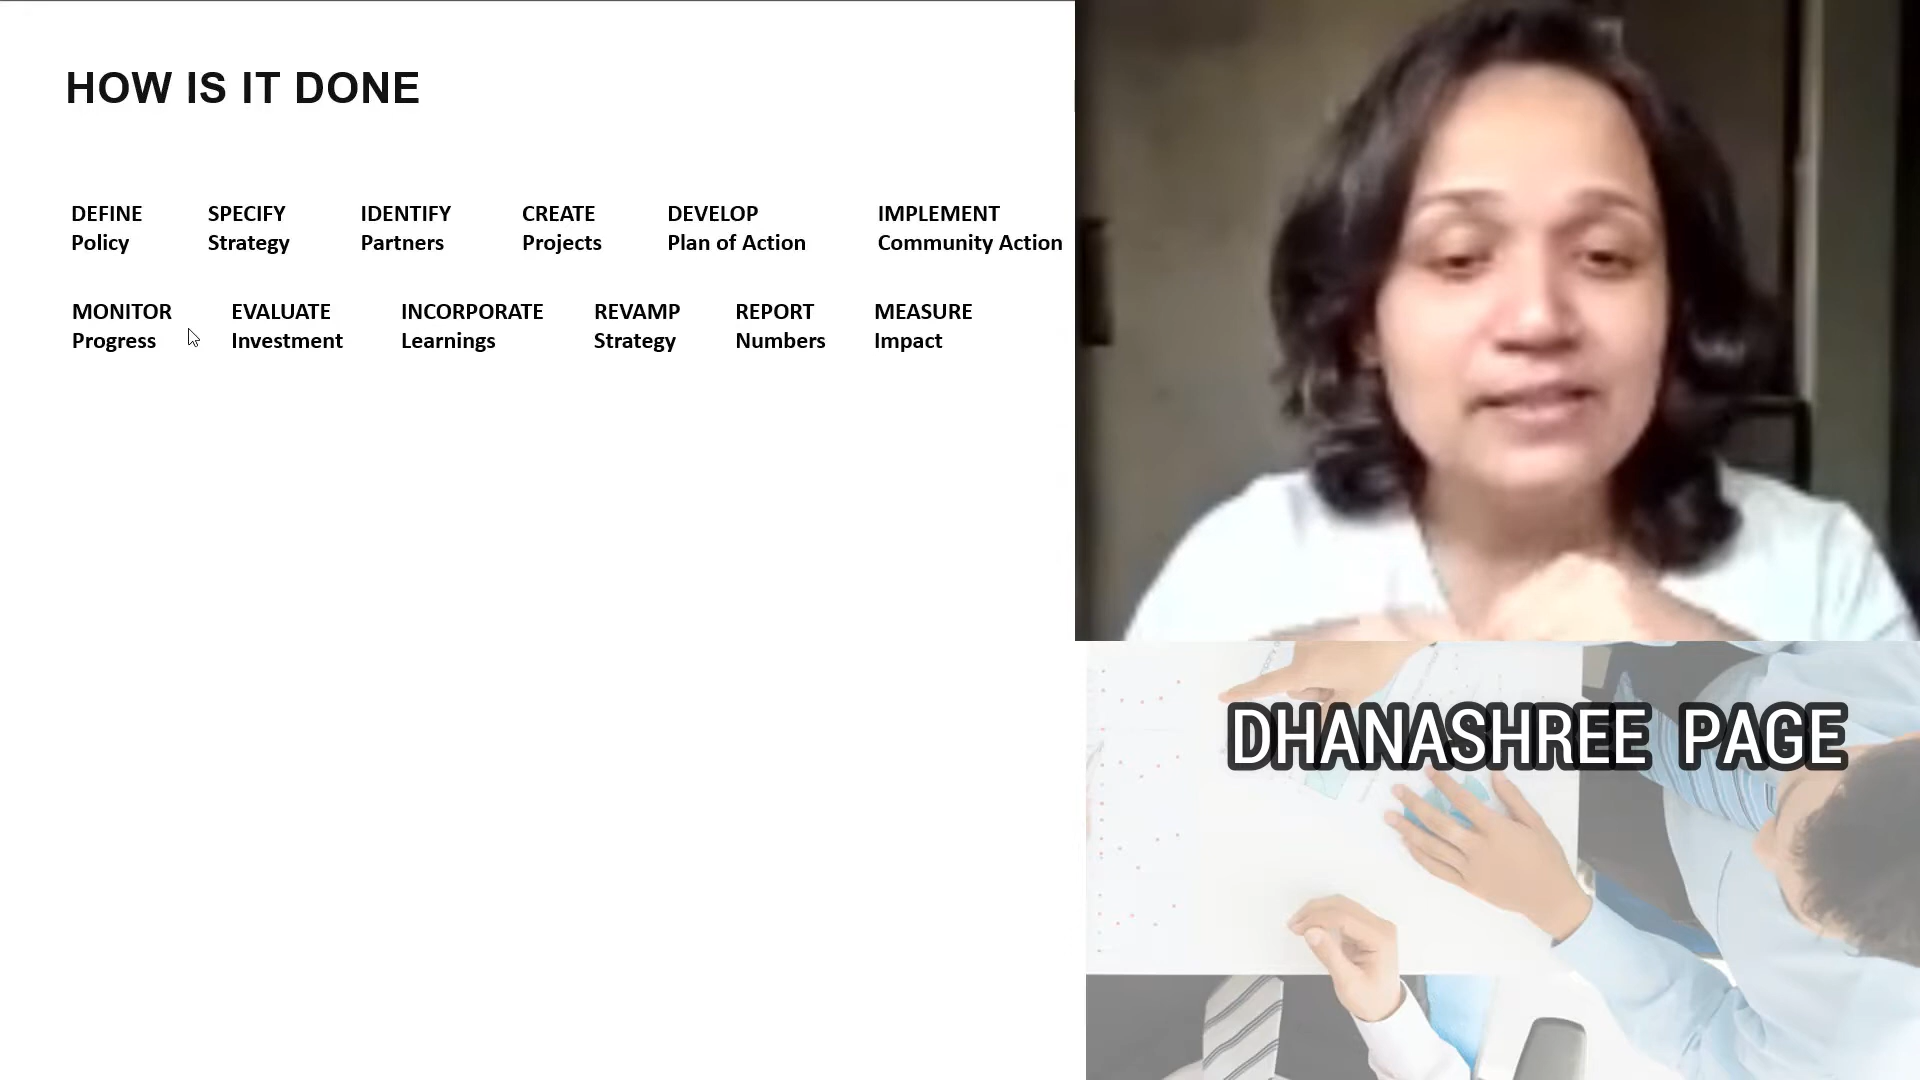 HOW IS IT DONE
DEFINE SPECIFY IDENTIFY CREATE DEVELOP IMPLEMENT
Policy Strategy Partners Projects Plan of Action Community Action
MONITOR EVALUATE INCORPORATE REVAMP REPORT MEASURE
Progress Investment Learnings Strategy Numbers Impact
DHANASHREE PAGE